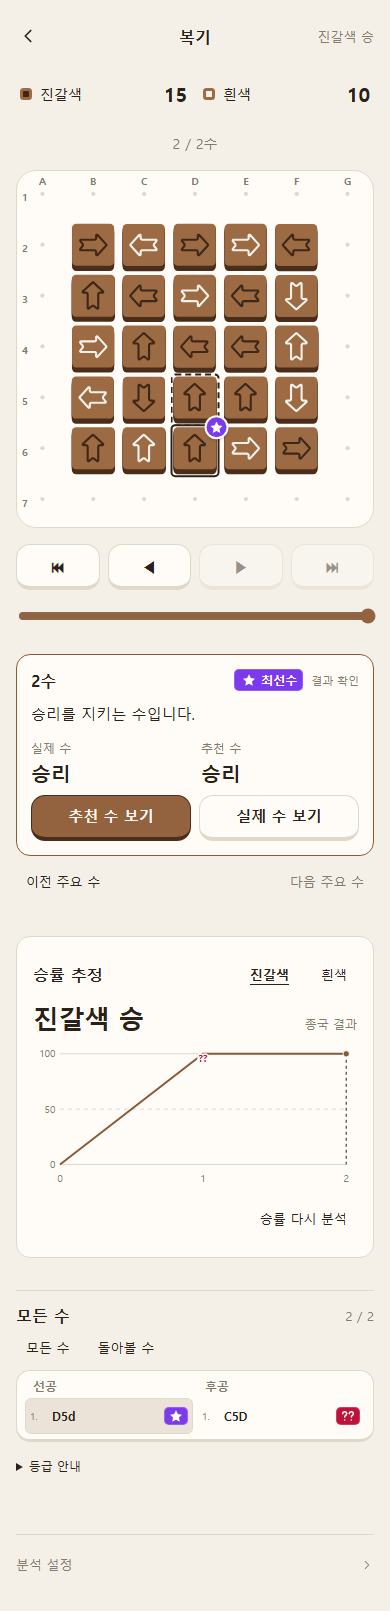 복기
진갈색 승
진갈색 15 흰색 10
2 / 2수
A B C D E F G
1
2
3
4
5
6
7
2수
최선수 결과 확인
승리를 지키는 수입니다.
실제 수 추천 수
승리 승리
추천 수 보기 실제 수 보기
이전 주요 수 다음 주요 수
승률 추정 진갈색 흰색
진갈색 승 종국 결과
100
??
50
0
0 1 2
승률 다시 분석
모든 수 2 / 2
모든 수 돌아볼 수
선공 후공
1. D5d 1. C5D ??
등급 안내
분석 설정